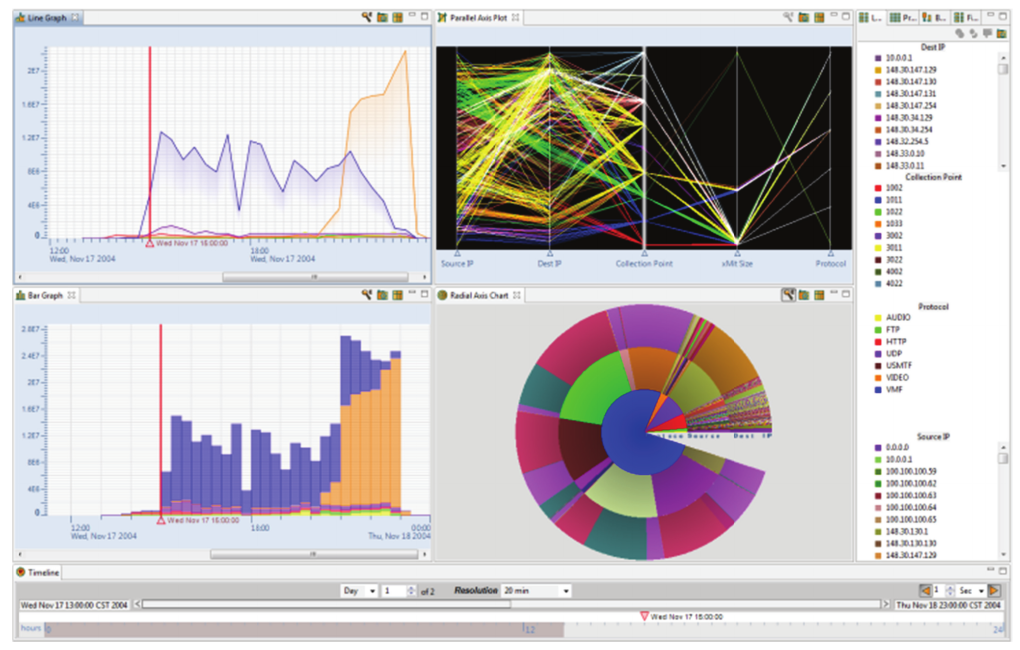 Line Graph
2E7
1.6E7
1.2E7
8E6
4E6
0
Wed Nov 17 15:00:00
12:00
18:00
Wed, Nov 17 2004
Wed, Nov 17 2004
Parallel Axis Plot
Source IP
Dest IP
Collection Point
xMit Size
Protocol
L...
Pr...
B...
Fi...
Dest IP
10.0.0.1
148.30.147.129
148.30.147.130
148.30.147.131
148.30.147.254
148.30.34.129
148.30.34.254
148.32.254.5
148.33.0.10
148.33.0.11
Collection Point
1002
1011
1022
1033
3002
3011
3022
4002
4022
Protocol
AUDIO
FTP
HTTP
UDP
USMTF
VIDEO
VMF
Source IP
0.0.0.0
10.0.0.1
100.100.100.59
100.100.100.62
100.100.100.63
100.100.100.64
100.100.100.65
148.30.130.1
148.30.130.130
148.30.147.129
Bar Graph
2.8E7
2.4E7
2E7
1.6E7
1.2E7
8E6
4E6
0
Wed Nov 17 15:00:00
12:00
18:00
00:00
Wed, Nov 17 2004
Thu, Nov 18 2004
Radial Axis Chart
Source
Dest IP
Timeline
Day
1
of 2
Resolution
20 min
1
Sec
Wed Nov 17 13:00:00 CST 2004
Thu Nov 18 23:00:00 CST 2004
Wed Nov 17 15:00:00
hours
0
12
24